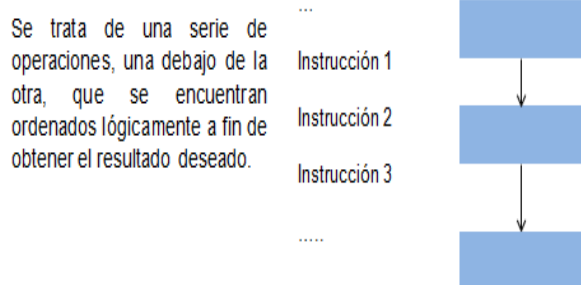 Se trata de una serie de
operaciones, una debajo de la
otra, que se encuentran
ordenados lógicamente a fin de
obtener el resultado deseado.
...
Instrucción 1
Instrucción 2
Instrucción 3
.....